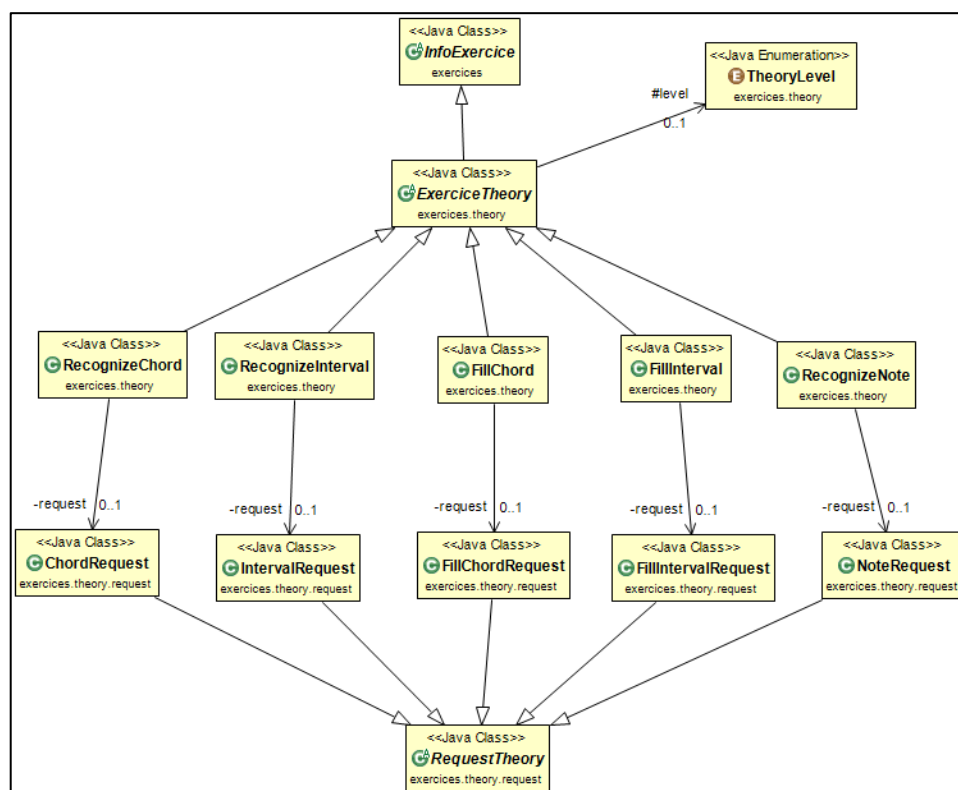 <<Java Class>>
InfoExercice
exercices
<<Java Enumeration>>
TheoryLevel
exercices.theory
#level
0..1
<<Java Class>>
ExerciceTheory
exercices.theory
<<Java Class>>
RecognizeChord
exercices.theory
<<Java Class>>
RecognizeInterval
exercices.theory
<<Java Class>>
FillChord
exercices.theory
<<Java Class>>
FillInterval
exercices.theory
<<Java Class>>
RecognizeNote
exercices.theory
-request 0..1
-request 0..1
-request 0..1
-request 0..1
-request 0..1
<<Java Class>>
ChordRequest
exercices.theory.request
<<Java Class>>
IntervalRequest
exercices.theory.request
<<Java Class>>
FillChordRequest
exercices.theory.request
<<Java Class>>
FillIntervalRequest
exercices.theory.request
<<Java Class>>
NoteRequest
exercices.theory.request
<<Java Class>>
RequestTheory
exercices.theory.request